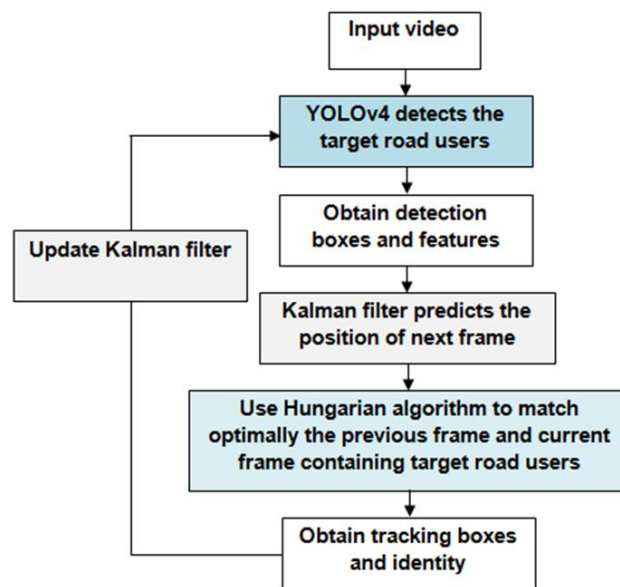 Input video
YOLOv4 detects the
target road users
Obtain detection
boxes and features
Update Kalman filter
Kalman filter predicts the
position of next frame
Use Hungarian algorithm to match
optimally the previous frame and current
frame containing target road users
Obtain tracking boxes
and identity